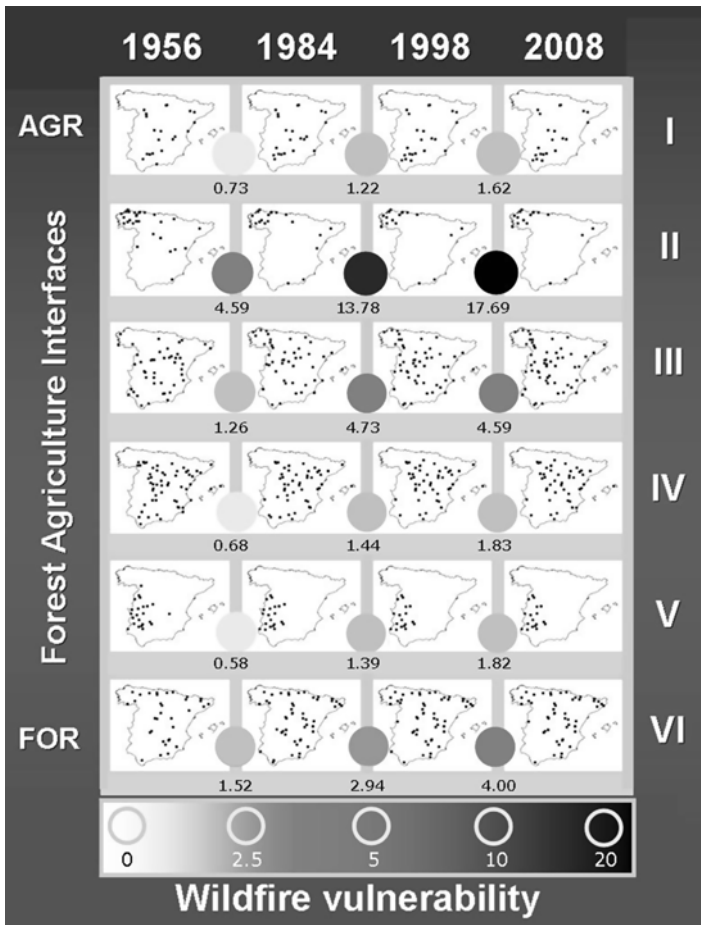 1956 1984 1998 2008
AGR I
0.73 1.22 1.62
II
4.59 13.78 17.69
Forest Agriculture Interfaces
III
1.26 4.73 4.59
IV
0.68 1.44 1.83
V
0.58 1.39 1.82
FOR VI
1.52 2.94 4.00
0 2.5 5 10 20
Wildfire vulnerability